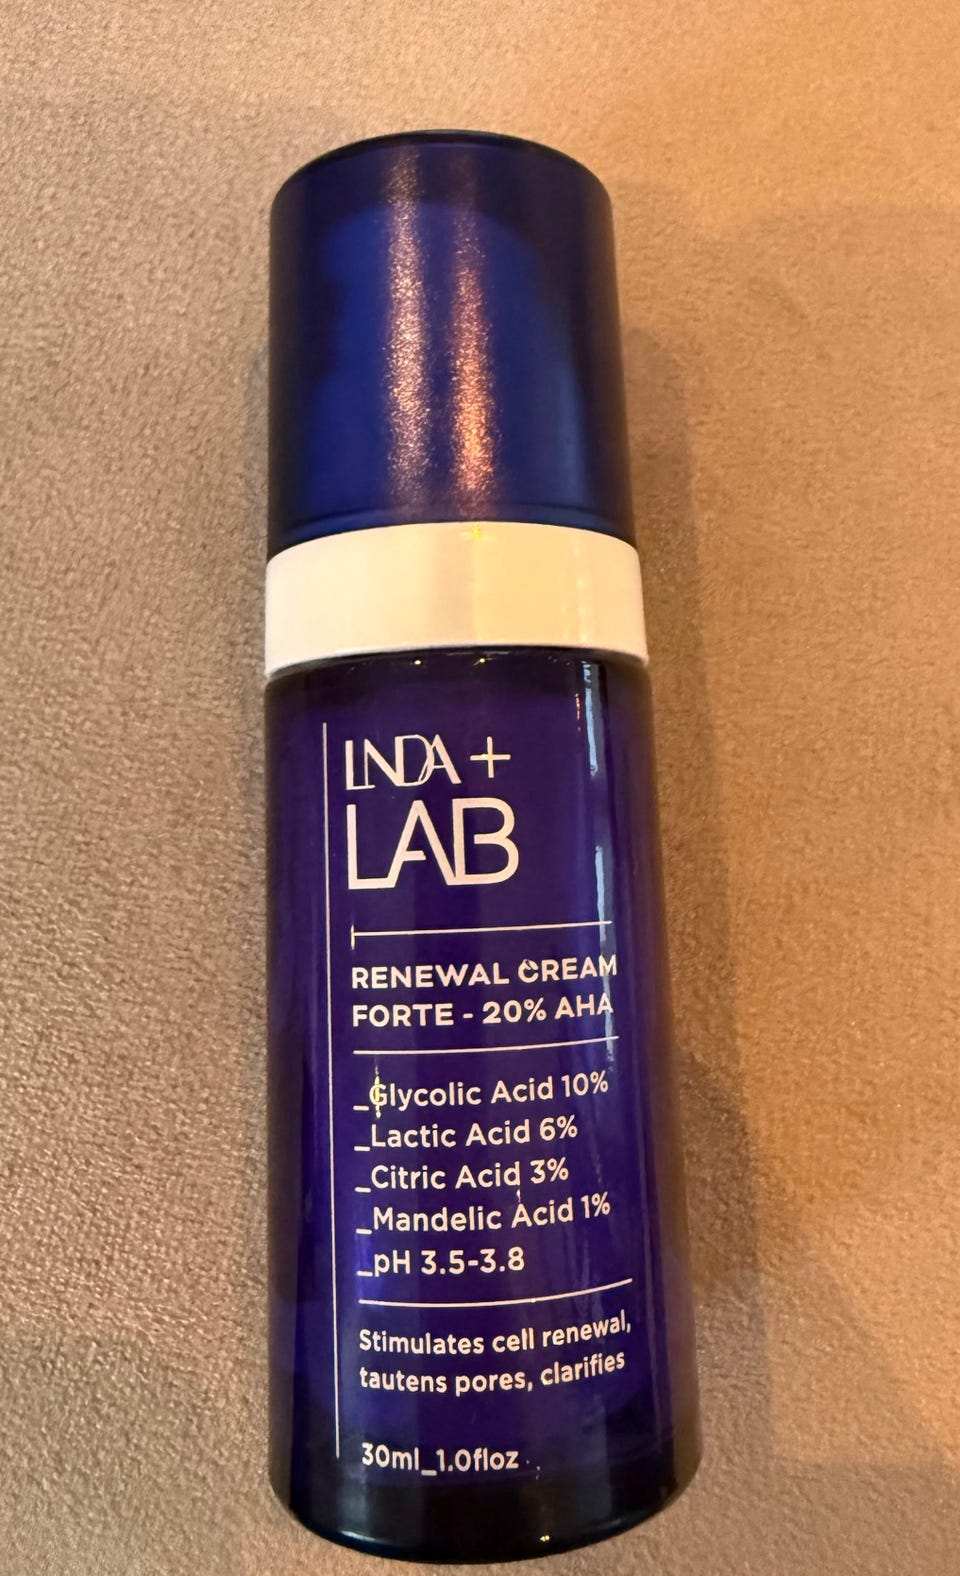 LINDA +
LAB
RENEWAL CREAM
FORTE - 20% AHA
_Glycolic Acid 10%
_Lactic Acid 6%
_Citric Acid 3%
_Mandelic Acid 1%
_pH 3.5-3.8
Stimulates cell renewal,
tautens pores, clarifies
30ml_1.0floz